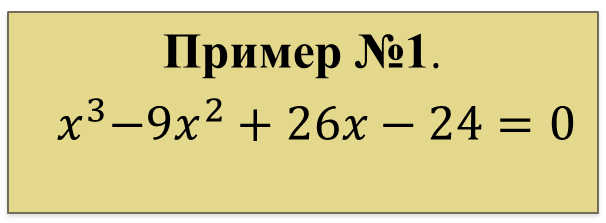 Пример №1.
x³−9x² + 26x − 24 = 0